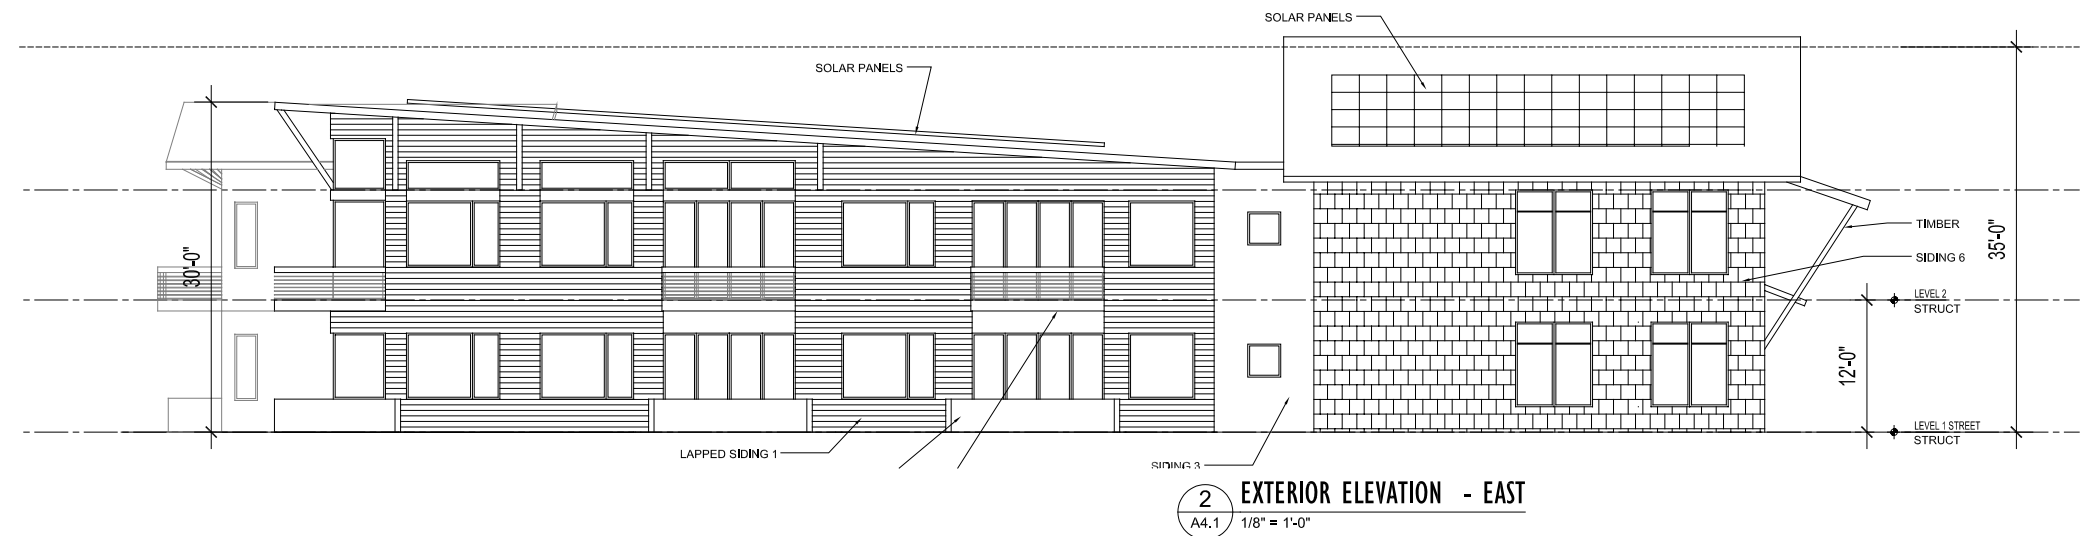 SOLAR PANELS
SOLAR PANELS
TIMBER
30'-0"
35'-0"
SIDING 6
LEVEL 2
STRUCT
12'-0"
LEVEL 1 STREET
STRUCT
LAPPED SIDING 1
SIDING 3
2
EXTERIOR ELEVATION - EAST
A4.1
1/8" = 1'-0"